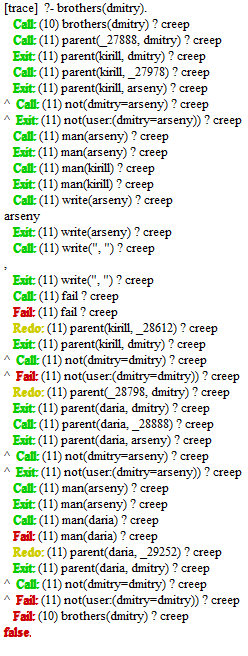 [trace]  ?- brothers(dmitry).
Call: (10) brothers(dmitry) ? creep
Call: (11) parent(_27888, dmitry) ? creep
Exit: (11) parent(kirill, dmitry) ? creep
Call: (11) parent(kirill, _27978) ? creep
Exit: (11) parent(kirill, arseny) ? creep
^ Call: (11) not(dmitry=arseny) ? creep
^ Exit: (11) not(user:(dmitry=arseny)) ? creep
Call: (11) man(arseny) ? creep
Exit: (11) man(arseny) ? creep
Call: (11) man(kirill) ? creep
Exit: (11) man(kirill) ? creep
Call: (11) write(arseny) ? creep
arseny
Exit: (11) write(arseny) ? creep
Call: (11) write(", ") ? creep
,
Exit: (11) write(", ") ? creep
Call: (11) fail ? creep
Fail: (11) fail ? creep
Redo: (11) parent(kirill, _28612) ? creep
Exit: (11) parent(kirill, dmitry) ? creep
^ Call: (11) not(dmitry=dmitry) ? creep
^ Fail: (11) not(user:(dmitry=dmitry)) ? creep
Redo: (11) parent(_28798, dmitry) ? creep
Exit: (11) parent(daria, dmitry) ? creep
Call: (11) parent(daria, _28888) ? creep
Exit: (11) parent(daria, arseny) ? creep
^ Call: (11) not(dmitry=arseny) ? creep
^ Exit: (11) not(user:(dmitry=arseny)) ? creep
Call: (11) man(arseny) ? creep
Exit: (11) man(arseny) ? creep
Call: (11) man(daria) ? creep
Fail: (11) man(daria) ? creep
Redo: (11) parent(daria, _29252) ? creep
Exit: (11) parent(daria, dmitry) ? creep
^ Call: (11) not(dmitry=dmitry) ? creep
^ Fail: (11) not(user:(dmitry=dmitry)) ? creep
Fail: (10) brothers(dmitry) ? creep
false.